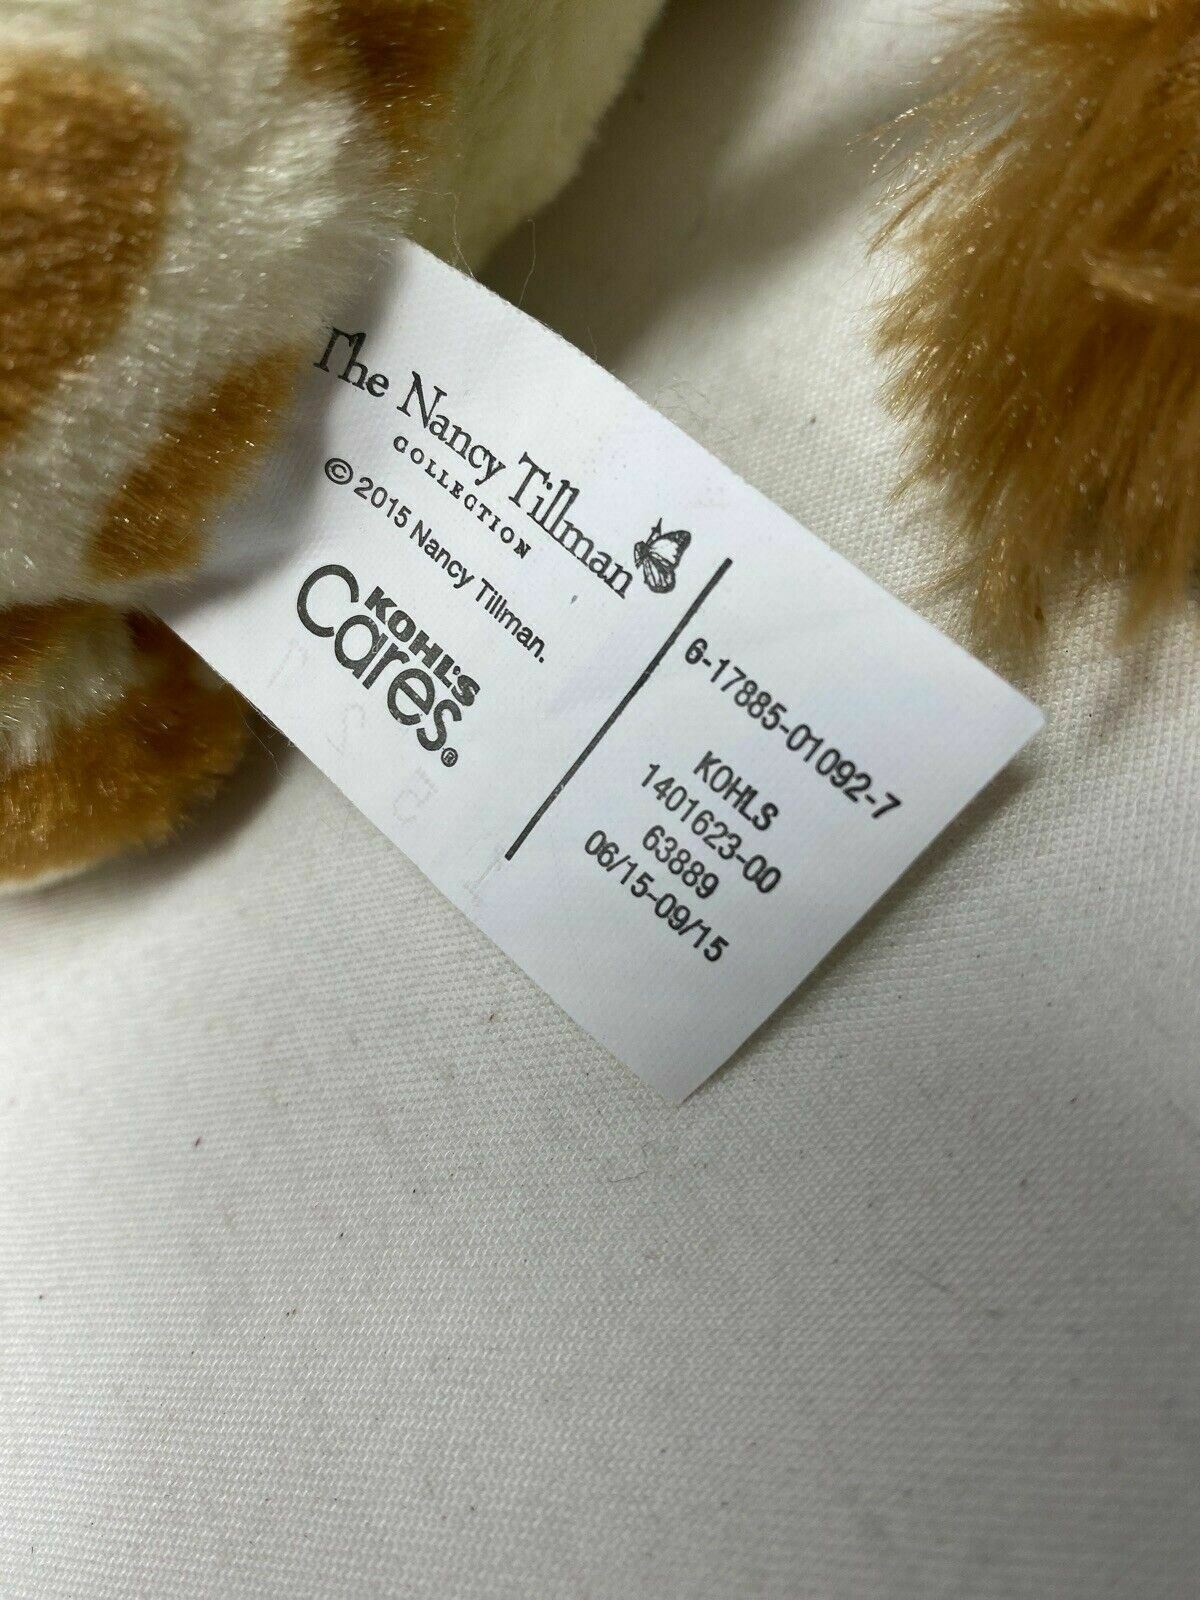 The Nancy Tillman
COLLECTION
© 2015 Nancy Tillman.
KOHL'S
Cares®
6-17885-01092-7
KOHLS
1401623-00
63889
06/15-09/15